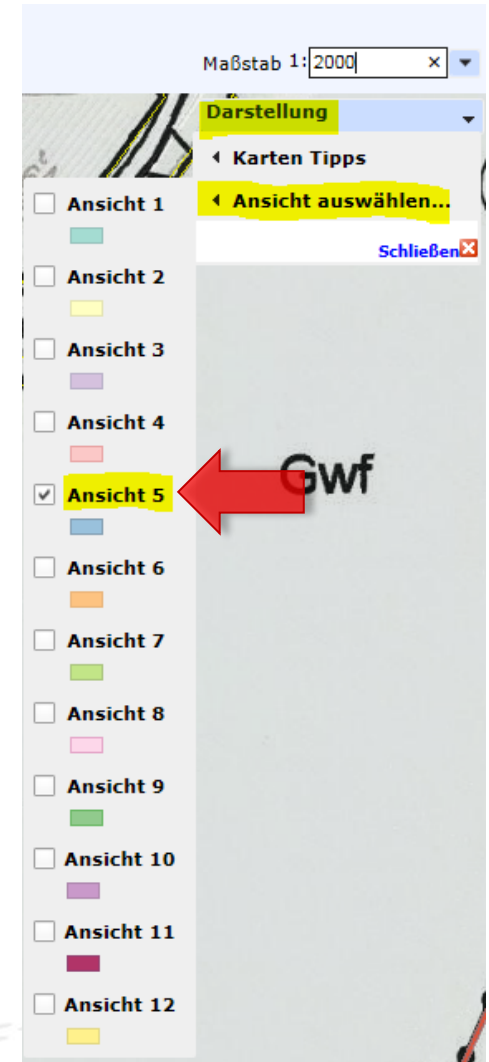 Maßstab 1: 2000
Darstellung
Karten Tipps
Ansicht auswählen...
Schließen
Ansicht 1
Ansicht 2
Ansicht 3
Ansicht 4
Ansicht 5
Ansicht 6
Ansicht 7
Ansicht 8
Ansicht 9
Ansicht 10
Ansicht 11
Ansicht 12
Gwf